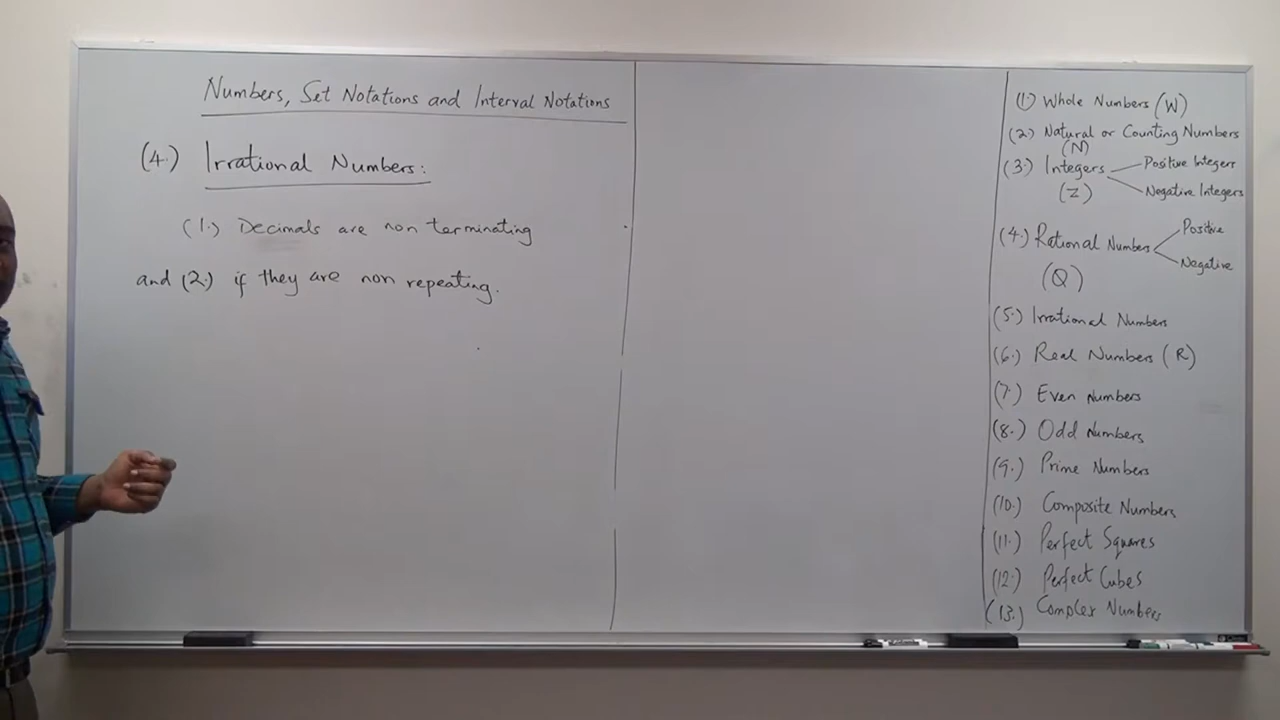 Numbers, Set Notations and Interval Notations
(4.) Irrational Numbers:
(1.) Decimals are non terminating
and (2.) if they are non repeating.
(1) Whole Numbers (W)
(2.) Natural or Counting Numbers
(N)
(3.) Integers
Positive Integers
Negative Integers
(Z)
(4.) Rational Numbers
Positive
Negative
(Q)
(5.) Irrational Numbers
(6.) Real Numbers (R)
(7.) Even Numbers
(8.) Odd Numbers
(9.) Prime Numbers
(10.) Composite Numbers
(11.) Perfect Squares
(12.) Perfect Cubes
(13.) Complex Numbers